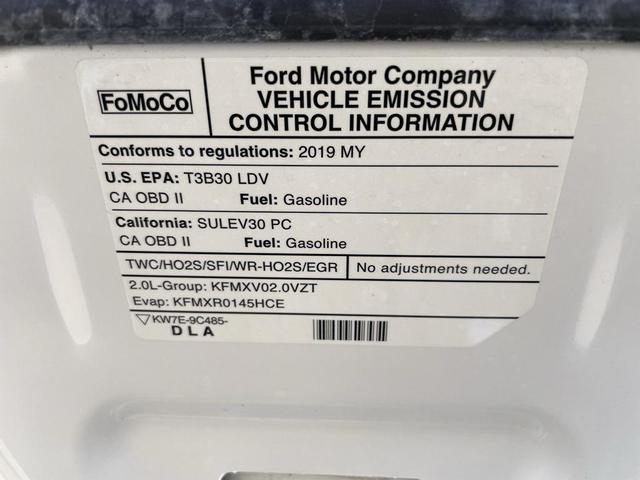 FoMoCo
Ford Motor Company
VEHICLE EMISSION
CONTROL INFORMATION
Conforms to regulations: 2019 MY
U.S. EPA: T3B30 LDV
CA OBD II Fuel: Gasoline
California: SULEV30 PC
CA OBD II Fuel: Gasoline
TWC/HO2S/SFI/WR-HO2S/EGR No adjustments needed.
2.0L-Group: KFMXV02.0VZT
Evap: KFMXR0145HCE
KW7E-9C485-
DLA